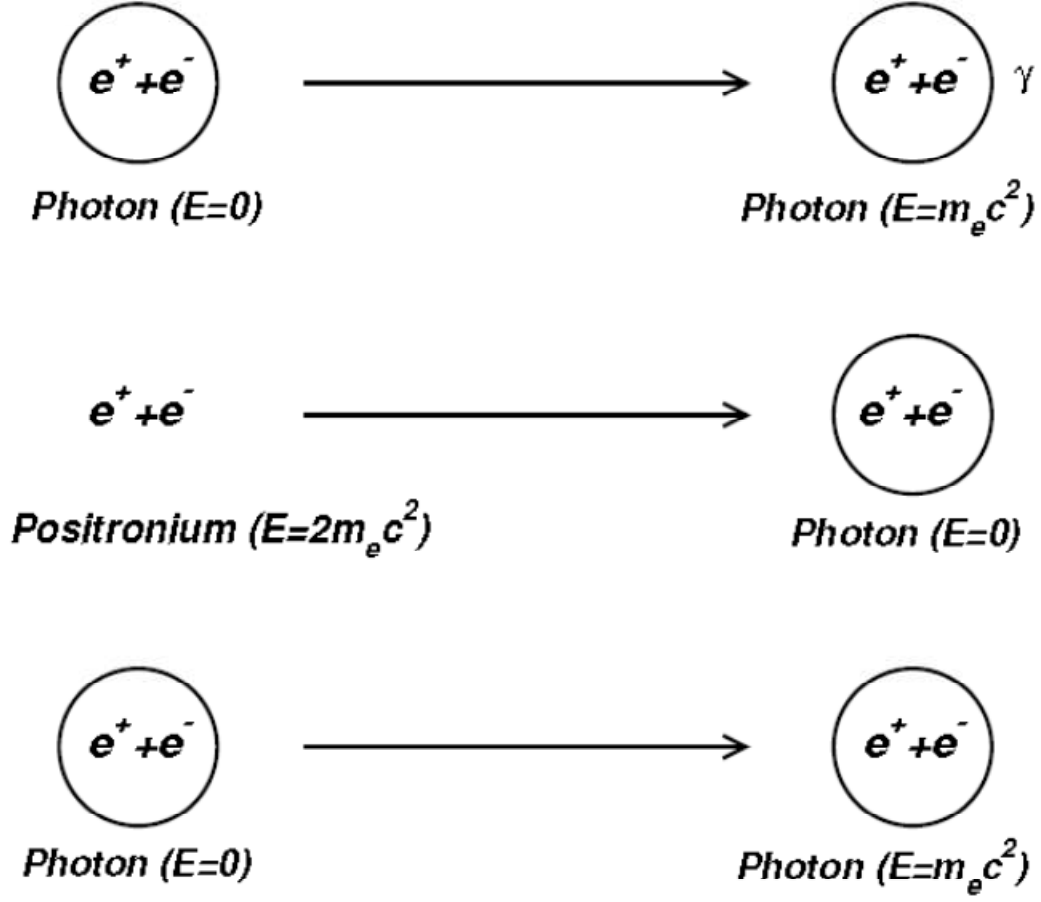 e⁺+e⁻ e⁺+e⁻ γ
Photon (E=0) Photon (E=mₑc²)
e⁺+e⁻ e⁺+e⁻
Positronium (E=2mₑc²) Photon (E=0)
e⁺+e⁻ e⁺+e⁻
Photon (E=0) Photon (E=mₑc²)